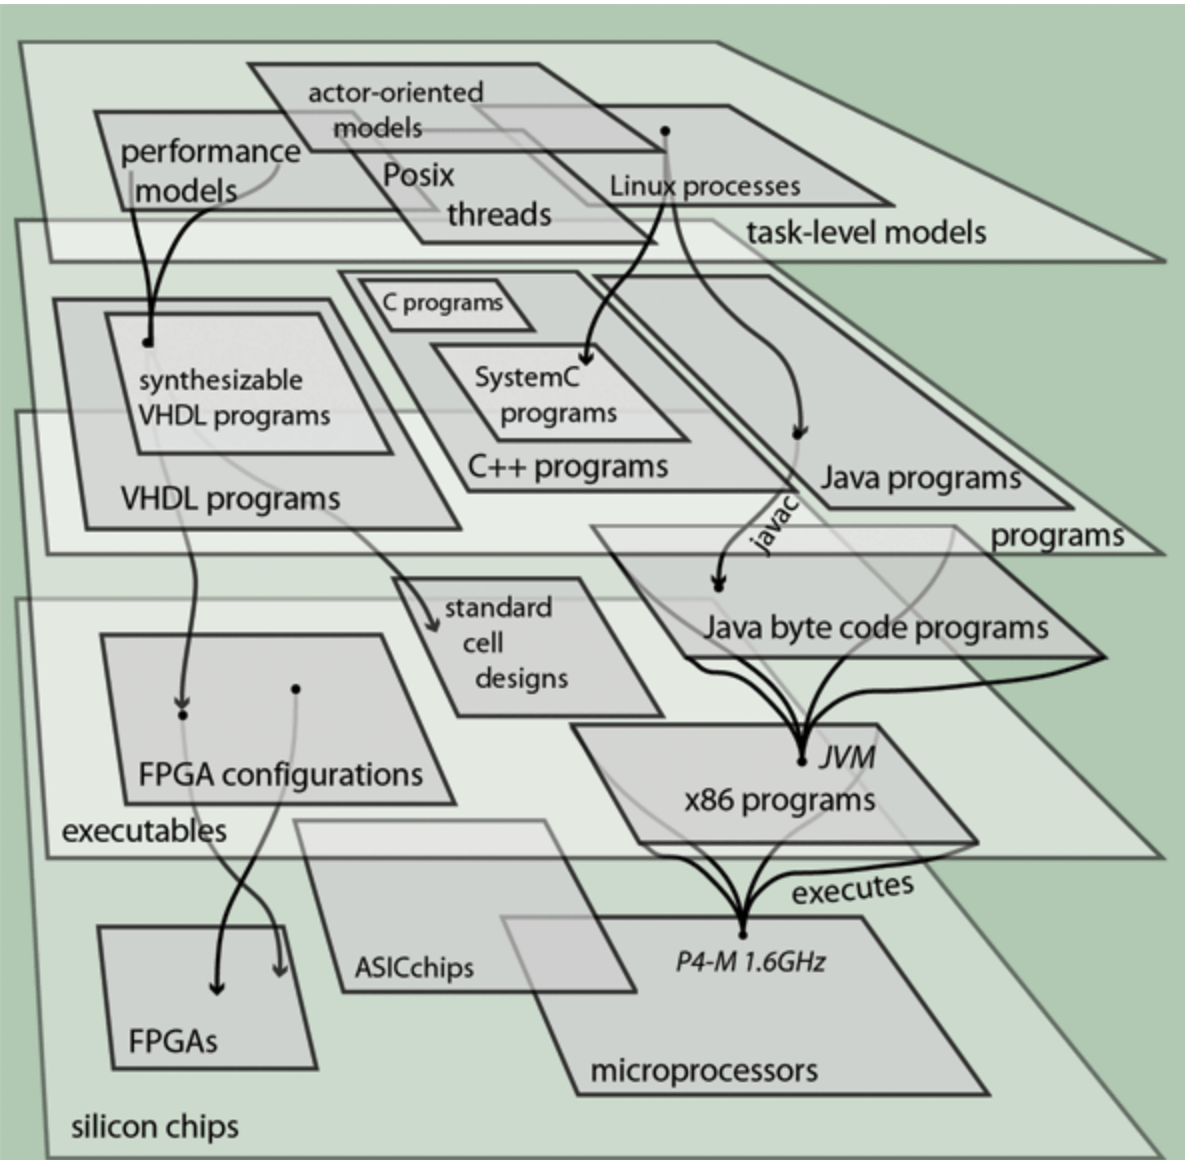 actor-oriented
models
performance
models
Posix
threads
Linux processes
task-level models
C programs
SystemC
programs
synthesizable
VHDL programs
C++ programs
Java programs
VHDL programs
javac
programs
standard
cell
designs
Java byte code programs
FPGA configurations
JVM
x86 programs
executables
executes
ASICchips
P4-M 1.6GHz
FPGAs
microprocessors
silicon chips